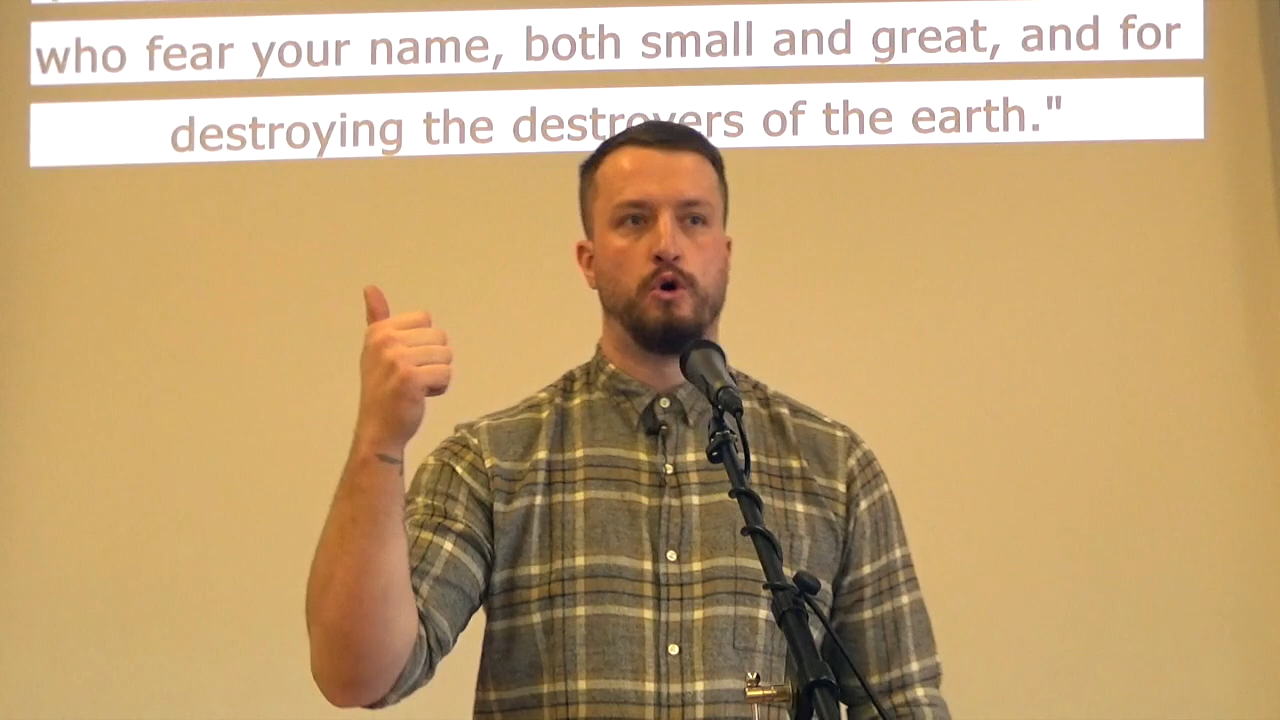 who fear your name, both small and great, and for
destroying the destroyers of the earth."